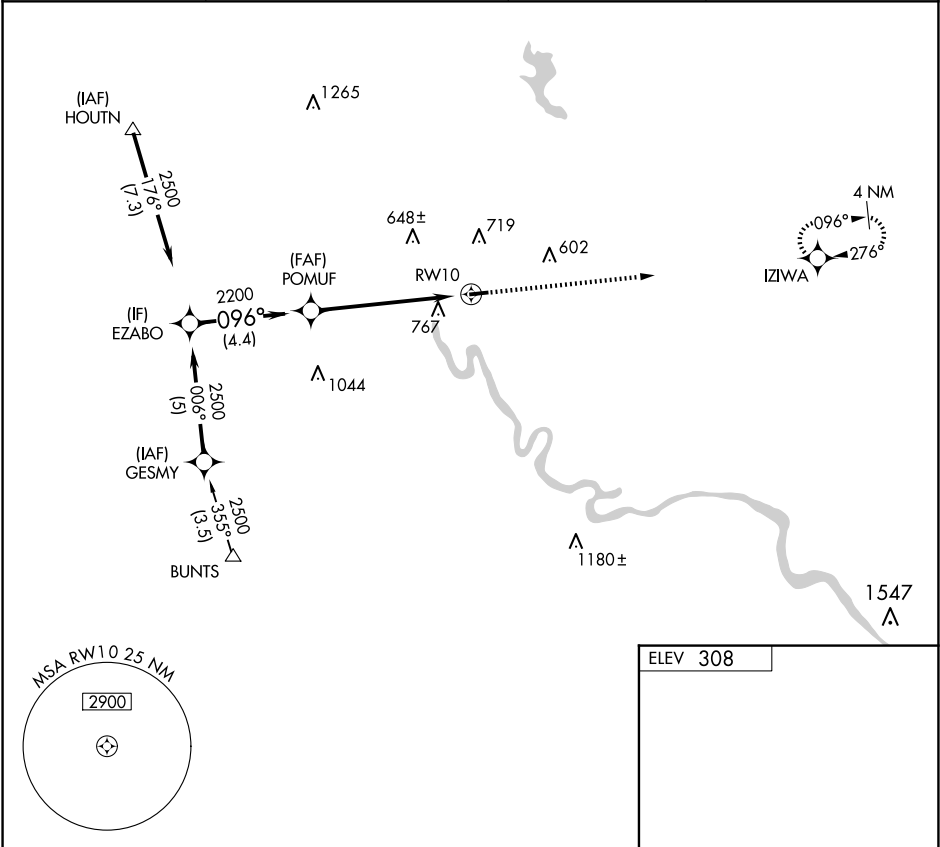 1265
(IAF)
HOUTN
2500
176°
(7.3)
4 NM
096°
276°
IZIWA
648±
719
602
(FAF)
POMUF
RW10
2200
096°
(4.4)
(IF)
EZABO
767
1044
2500
006°
(5)
(IAF)
GESMY
2500
355°
(3.5)
BUNTS
1180±
1547
MSA RW10 25 NM
2900
ELEV 308